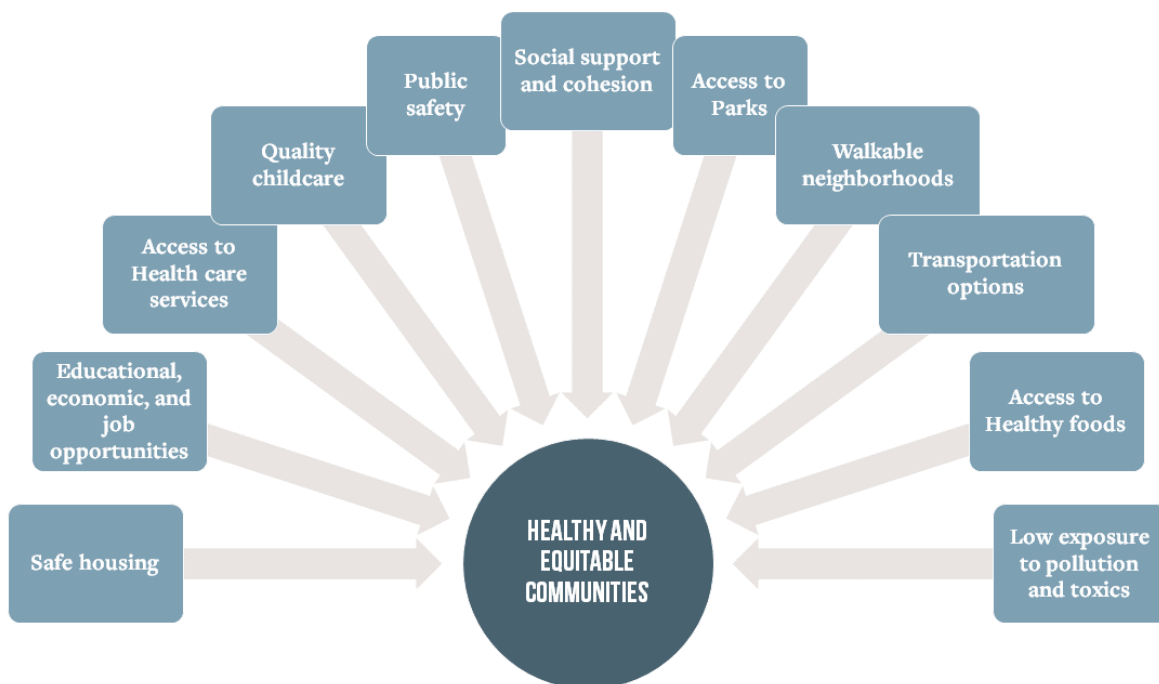 Social support
and cohesion
Public
safety
Access to
Parks
Quality
childcare
Walkable
neighborhoods
Access to
Health care
services
Transportation
options
Educational,
economic, and
job
opportunities
Access to
Healthy foods
Safe housing
HEALTHY AND
EQUITABLE
COMMUNITIES
Low exposure
to pollution
and toxics